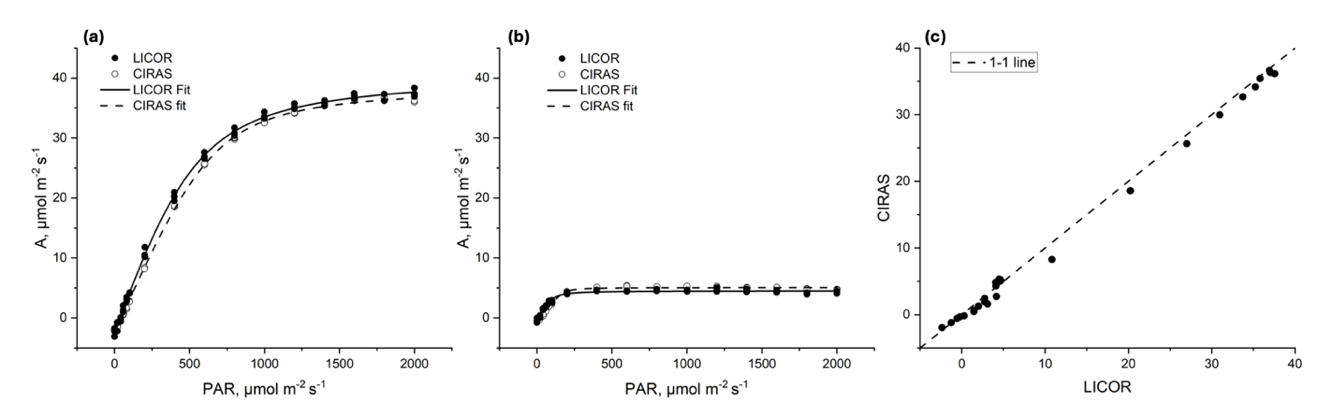 (a)
LICOR
CIRAS
LICOR Fit
CIRAS fit
40
30
20
10
0
A, µmol m-2 s-1
0
500
1000
1500
2000
PAR, µmol m-2 s-1
(b)
LICOR
CIRAS
LICOR Fit
CIRAS fit
40
30
20
10
0
A, µmol m-2 s-1
0
500
1000
1500
2000
PAR, µmol m-2 s-1
(c)
1-1 line
40
30
20
10
0
CIRAS
0
10
20
30
40
LICOR